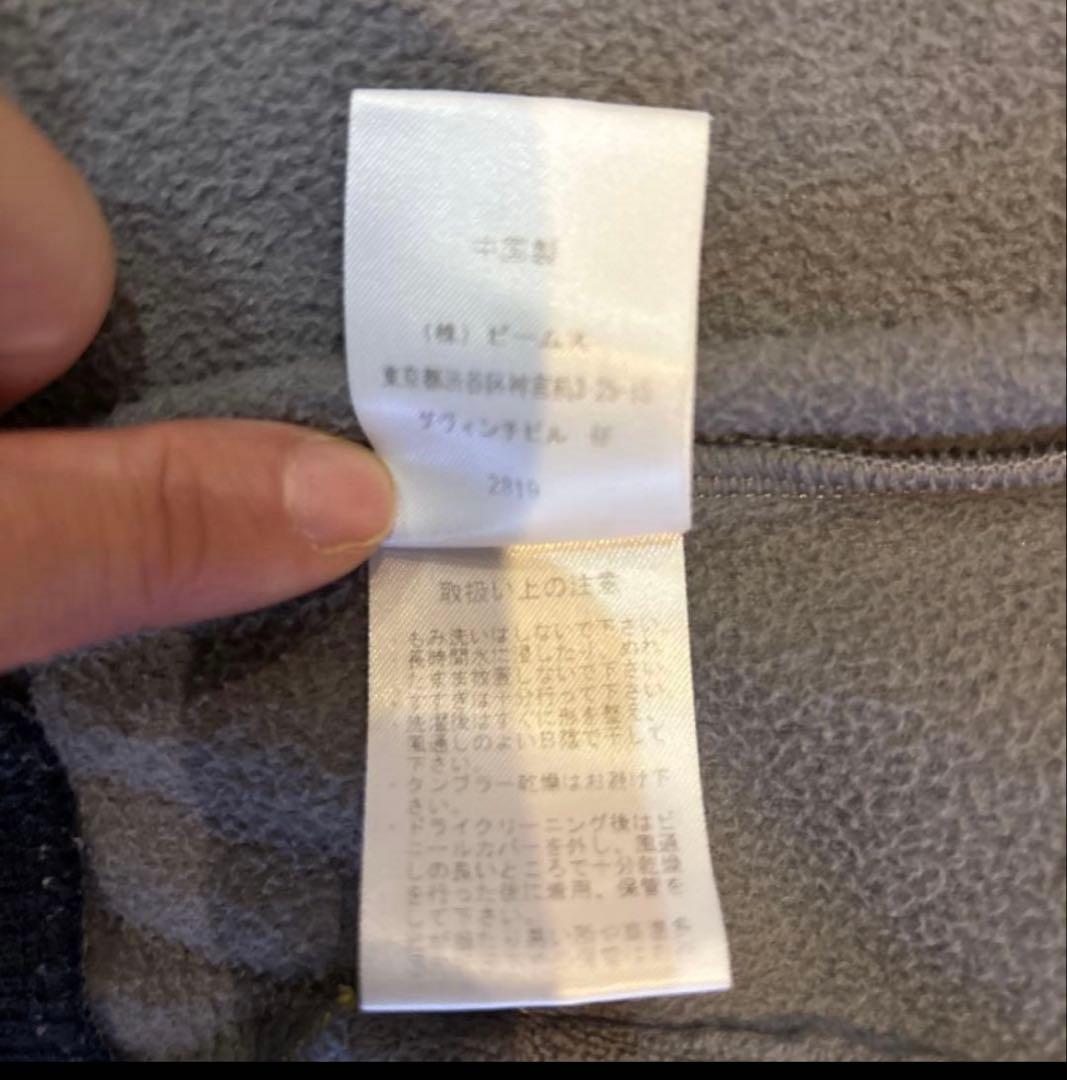 中国製
(株) ビームス
東京都渋谷区神宮前3-25-15
2819
取扱い上の注意
・もみ洗いはしないで下さい。
・長時間水に浸したり、ぬれ
たまま放置しないで下さい。
・すすぎは十分行って下さい。
・洗濯後はすぐに形を整え、
風通しのよい日陰で干して
下さい。
・タンブラー乾燥はお避け下
さい。
・ドライクリーニング後はビ
ニールカバーを外し、風通
しの良いところで十分乾燥
を行った後に着用、保管を
して下さい。